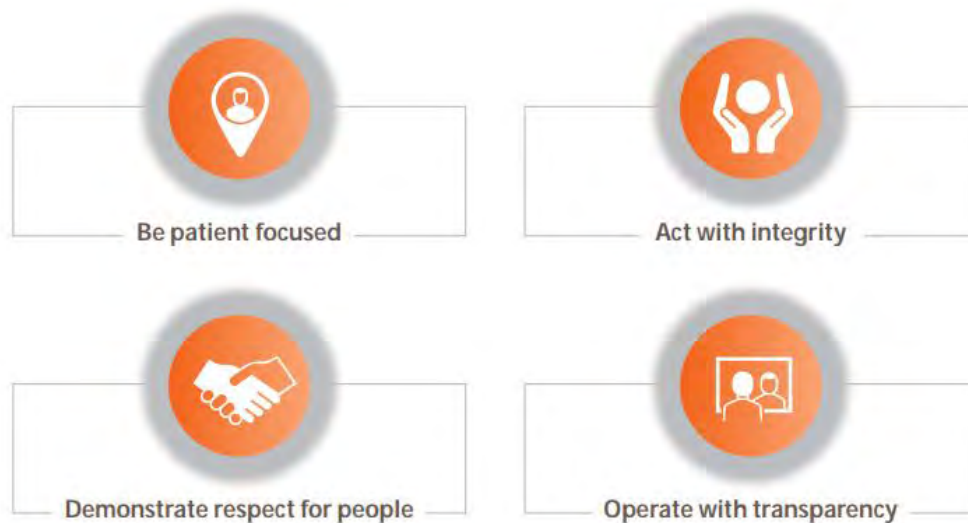 Be patient focused
Act with integrity
Demonstrate respect for people
Operate with transparency